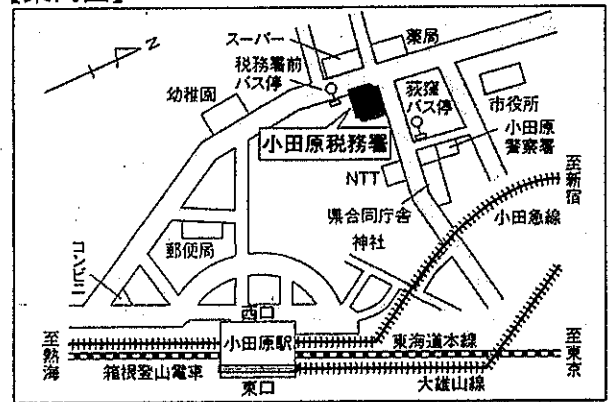 【案内図】
N
スーパー
薬局
税務署前
バス停
幼稚園
荻窪
バス停
市役所
小田原税務署
小田原
警察署
NTT
至新宿
県合同庁舎
小田急線
神社
コンビニ
郵便局
西口
至熱海
小田原駅
東海道本線
至東京
箱根登山電車
東口
大雄山線